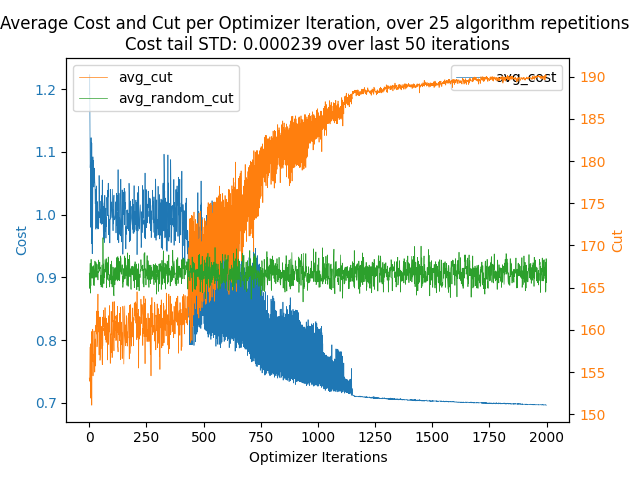 Average Cost and Cut per Optimizer Iteration, over 25 algorithm repetitions
Cost tail STD: 0.000239 over last 50 iterations
avg_cut
avg_random_cut
avg_cost
1.2
1.1
1.0
0.9
0.8
0.7
Cost
190
185
180
175
170
165
160
155
150
Cut
0 250 500 750 1000 1250 1500 1750 2000
Optimizer Iterations